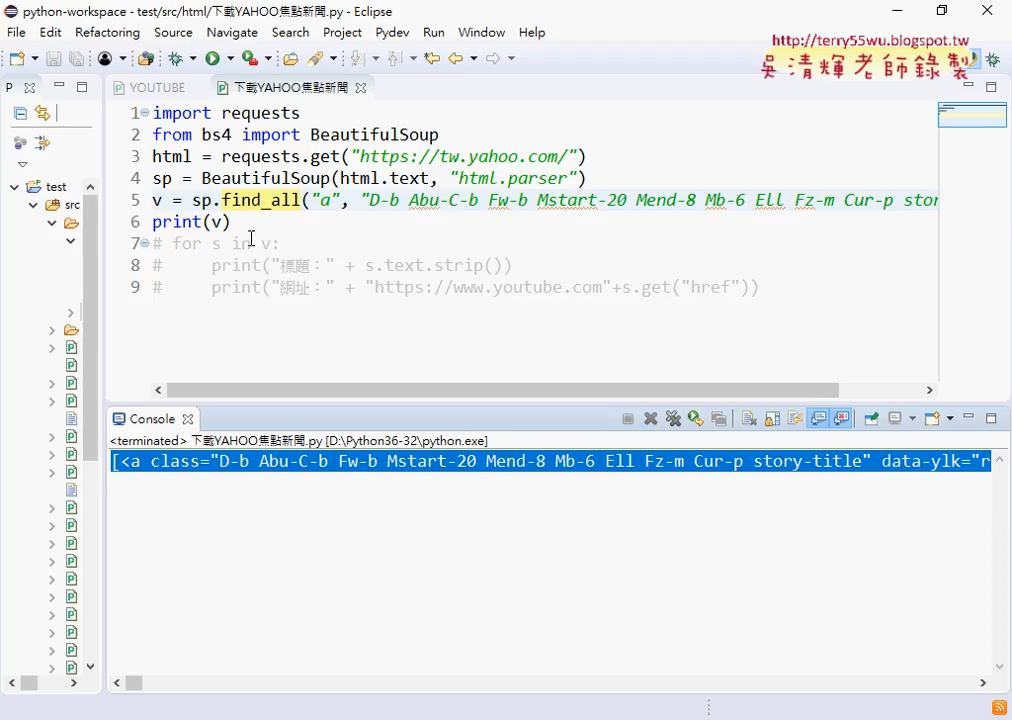 python-workspace - test/src/html/下載YAHOO焦點新聞.py - Eclipse
File Edit Refactoring Source Navigate Search Project Pydev Run Window Help
http://terry55wu.blogspot.tw
吳清輝老師錄製
P
YOUTUBE
下載YAHOO焦點新聞
test
src
1 import requests
2 from bs4 import BeautifulSoup
3 html = requests.get("https://tw.yahoo.com/")
4 sp = BeautifulSoup(html.text, "html.parser")
5 v = sp.find_all("a", "D-b Abu-C-b Fw-b Mstart-20 Mend-8 Mb-6 Ell Fz-m Cur-p stor
6 print(v)
7 # for s in v:
8 #     print("標題：" + s.text.strip())
9 #     print("網址：" + "https://www.youtube.com"+s.get("href"))
Console
<terminated> 下載YAHOO焦點新聞.py [D:\Python36-32\python.exe]
[<a class="D-b Abu-C-b Fw-b Mstart-20 Mend-8 Mb-6 Ell Fz-m Cur-p story-title" data-ylk="r